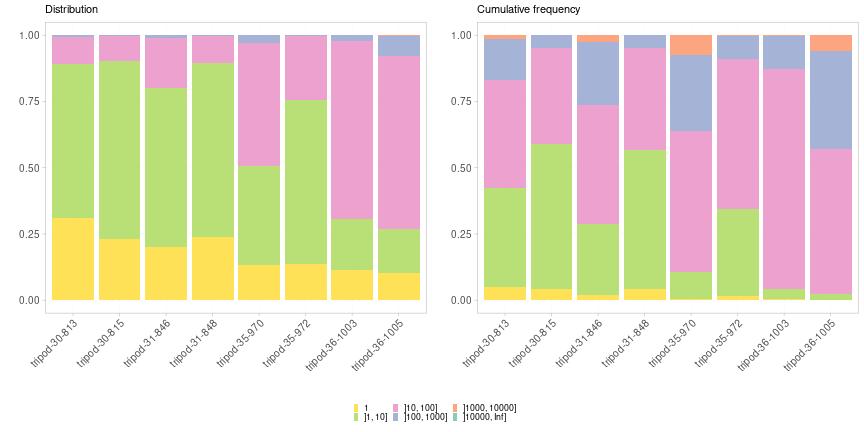 Distribution
Cumulative frequency
1.00
0.75
0.50
0.25
0.00
tripod-30-813
tripod-30-815
tripod-31-846
tripod-31-848
tripod-35-970
tripod-35-972
tripod-36-1003
tripod-36-1005
1.00
0.75
0.50
0.25
0.00
tripod-30-813
tripod-30-815
tripod-31-846
tripod-31-848
tripod-35-970
tripod-35-972
tripod-36-1003
tripod-36-1005
1 ]10, 100] ]1000, 10000]
]1, 10] ]100, 1000] ]10000, Inf]